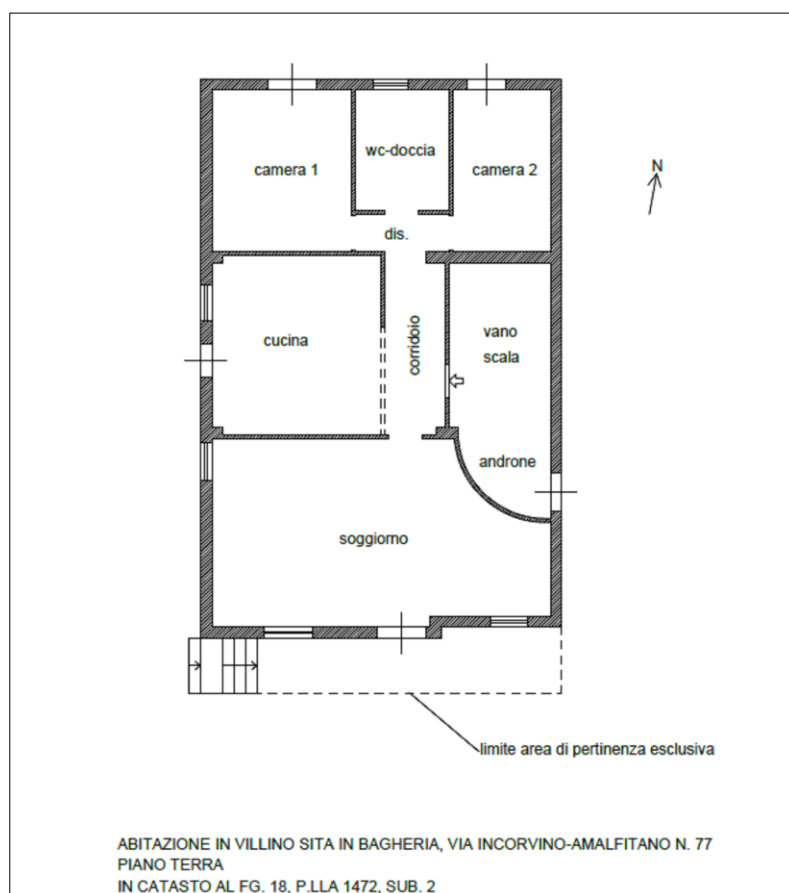 camera 1
wc-doccia
camera 2
N
dis.
cucina
corridoio
vano
scala
androne
soggiorno
limite area di pertinenza esclusiva
ABITAZIONE IN VILLINO SITA IN BAGHERIA, VIA INCORVINO-AMALFITANO N. 77
PIANO TERRA
IN CATASTO AL FG. 18, P.LLA 1472, SUB. 2